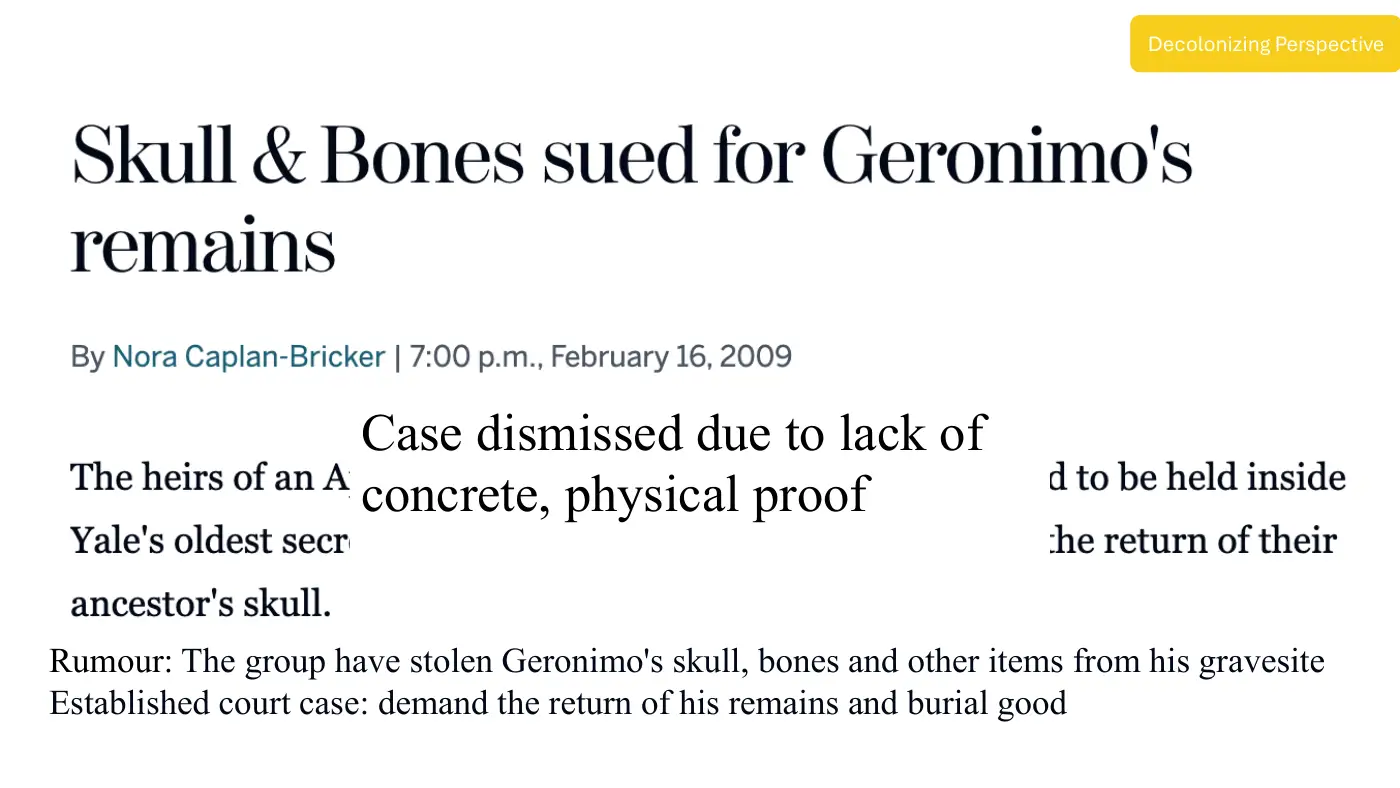 Decolonizing Perspective
Skull & Bones sued for Geronimo's
remains
By Nora Caplan-Bricker | 7:00 p.m., February 16, 2009
Case dismissed due to lack of
concrete, physical proof
The heirs of an to be held inside
Yale's oldest the return of their
ancestor's skull.
Rumour: The group have stolen Geronimo's skull, bones and other items from his gravesite
Established court case: demand the return of his remains and burial good